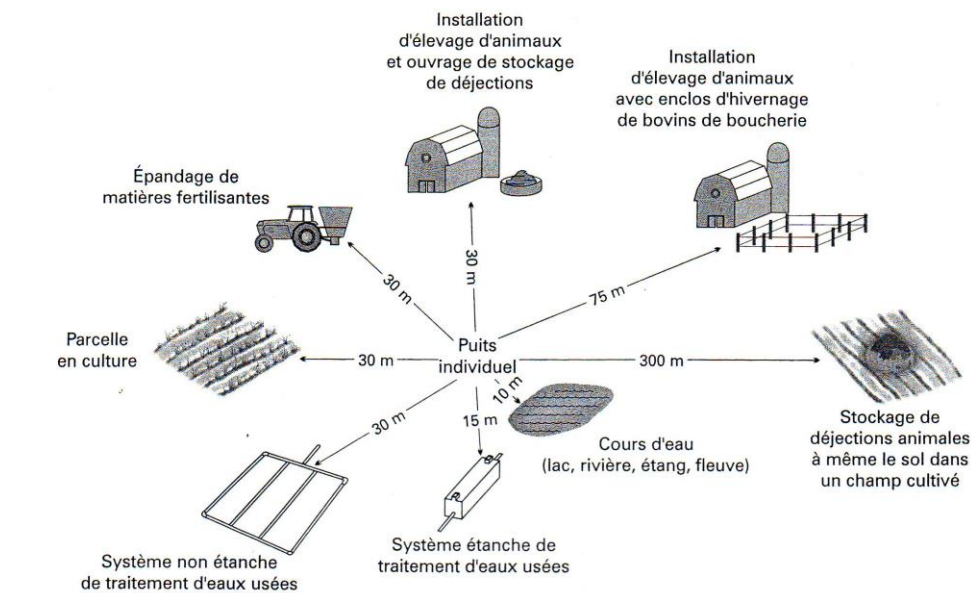 Installation
d'élevage d'animaux
et ouvrage de stockage
de déjections
Installation
d'élevage d'animaux
avec enclos d'hivernage
de bovins de boucherie
Épandage de
matières fertilisantes
30 m
30 m
75 m
Parcelle
en culture
30 m
Puits
individuel
300 m
10 m
30 m
15 m
Cours d'eau
(lac, rivière, étang, fleuve)
Stockage de
déjections animales
à même le sol dans
un champ cultivé
Système étanche de
traitement d'eaux usées
Système non étanche
de traitement d'eaux usées